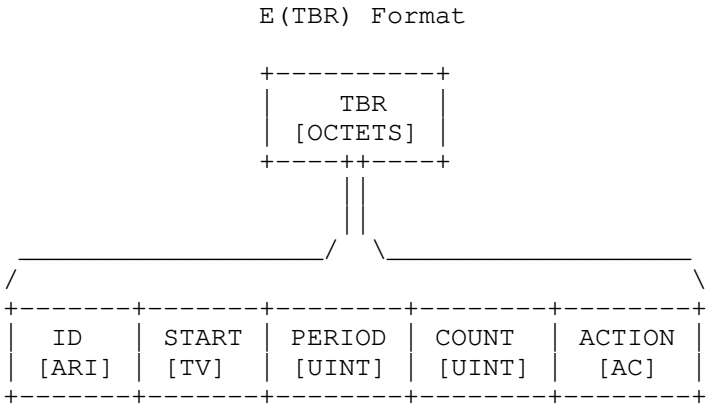 E(TBR) Format
TBR
[OCTETS]
ID START PERIOD COUNT ACTION
[ARI] [TV] [UINT] [UINT] [AC]